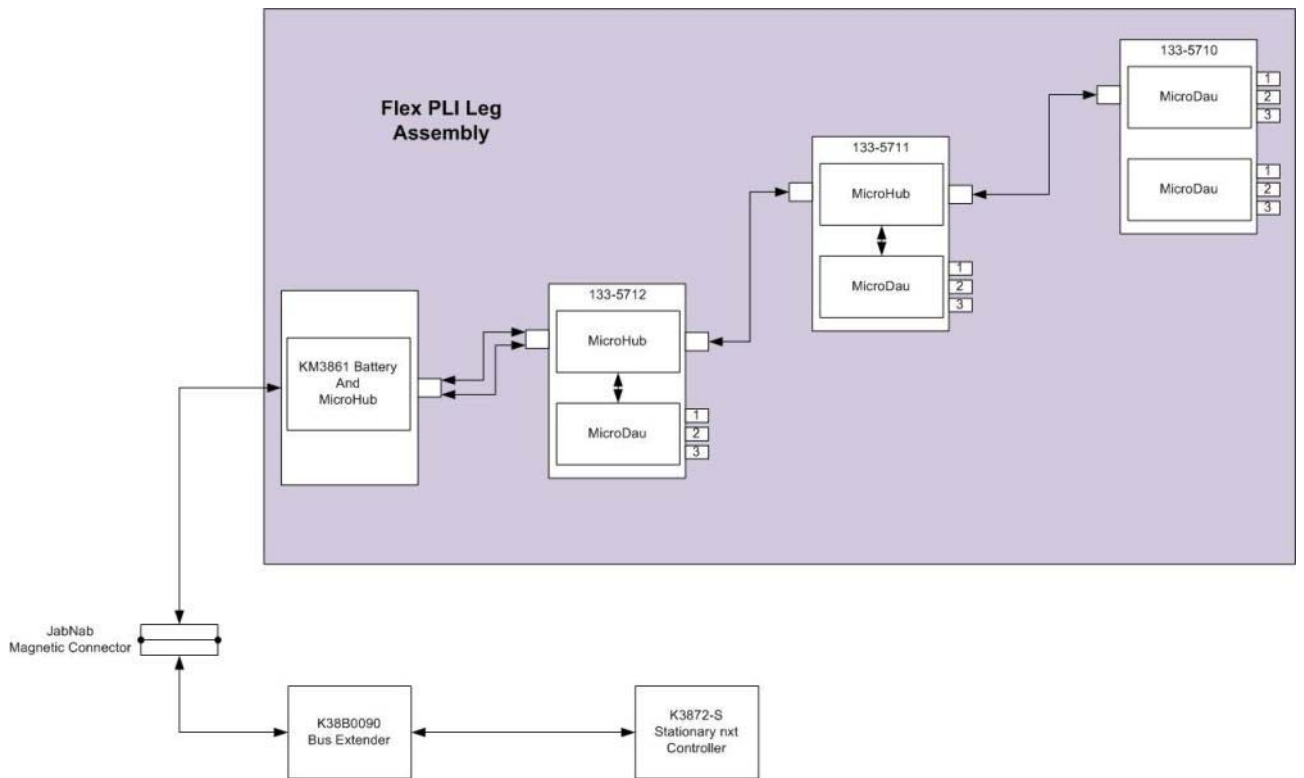 133-5710
MicroDau
1
2
3
MicroDau
1
2
3
Flex PLI Leg
Assembly
133-5711
MicroHub
MicroDau
1
2
3
133-5712
MicroHub
MicroDau
1
2
3
KM3861 Battery
And
MicroHub
JabNab
Magnetic Connector
K38B0090
Bus Extender
K3872-S
Stationary nxt
Controller